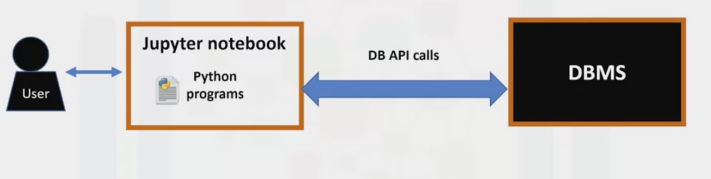 User
Jupyter notebook
Python
programs
DB API calls
DBMS